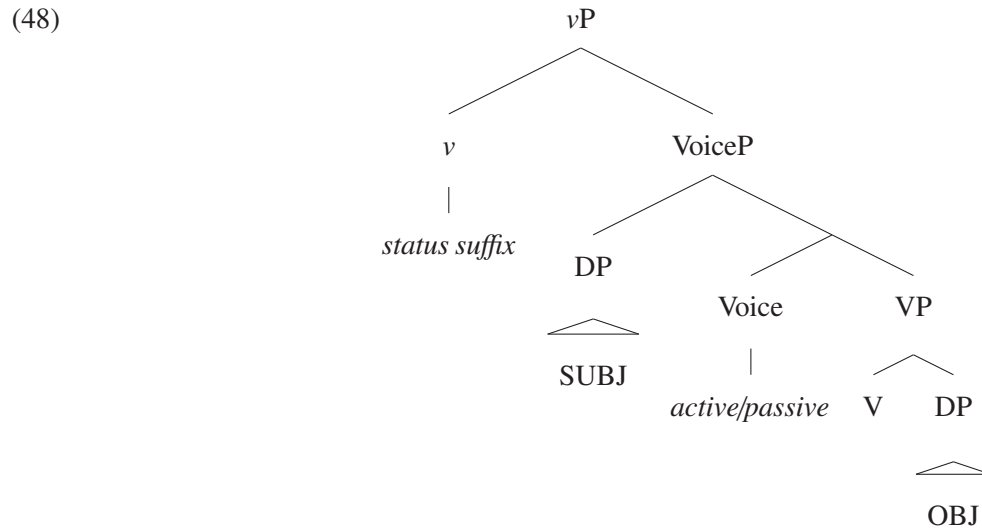 (48) vP
v VoiceP
status suffix
DP
Voice VP
SUBJ
active/passive V DP
OBJ